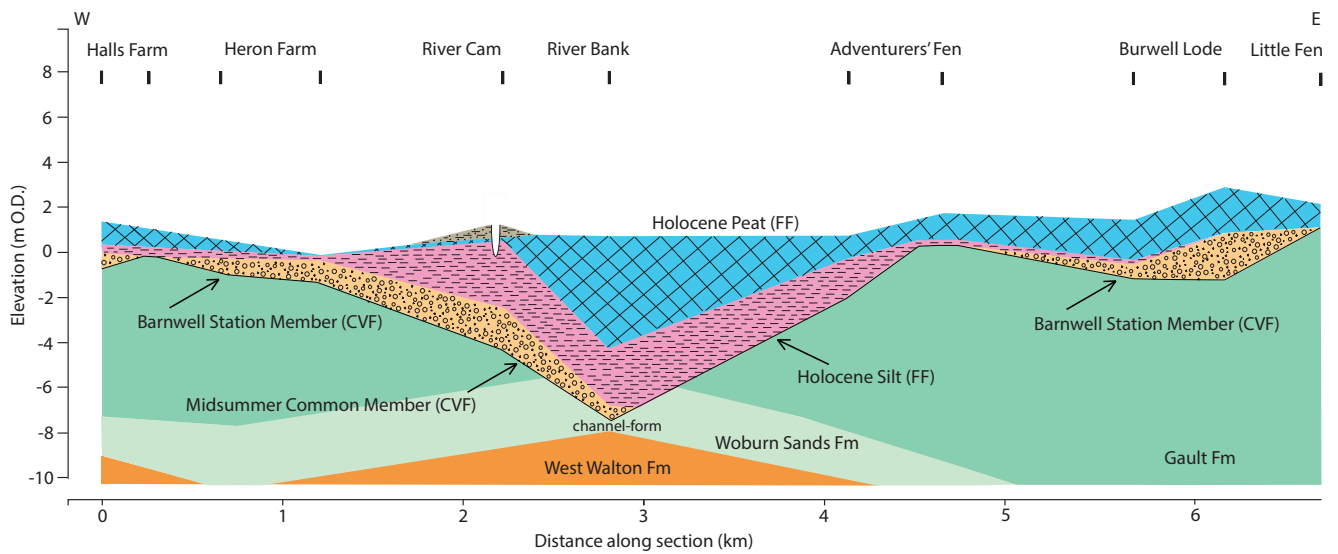 W
E
Halls Farm
Heron Farm
River Cam
River Bank
Adventurers' Fen
Burwell Lode
Little Fen
8
6
4
2
0
-2
-4
-6
-8
-10
Elevation (m O.D.)
Holocene Peat (FF)
Barnwell Station Member (CVF)
Barnwell Station Member (CVF)
Holocene Silt (FF)
Midsummer Common Member (CVF)
channel-form
Woburn Sands Fm
West Walton Fm
Gault Fm
0 1 2 3 4 5 6
Distance along section (km)